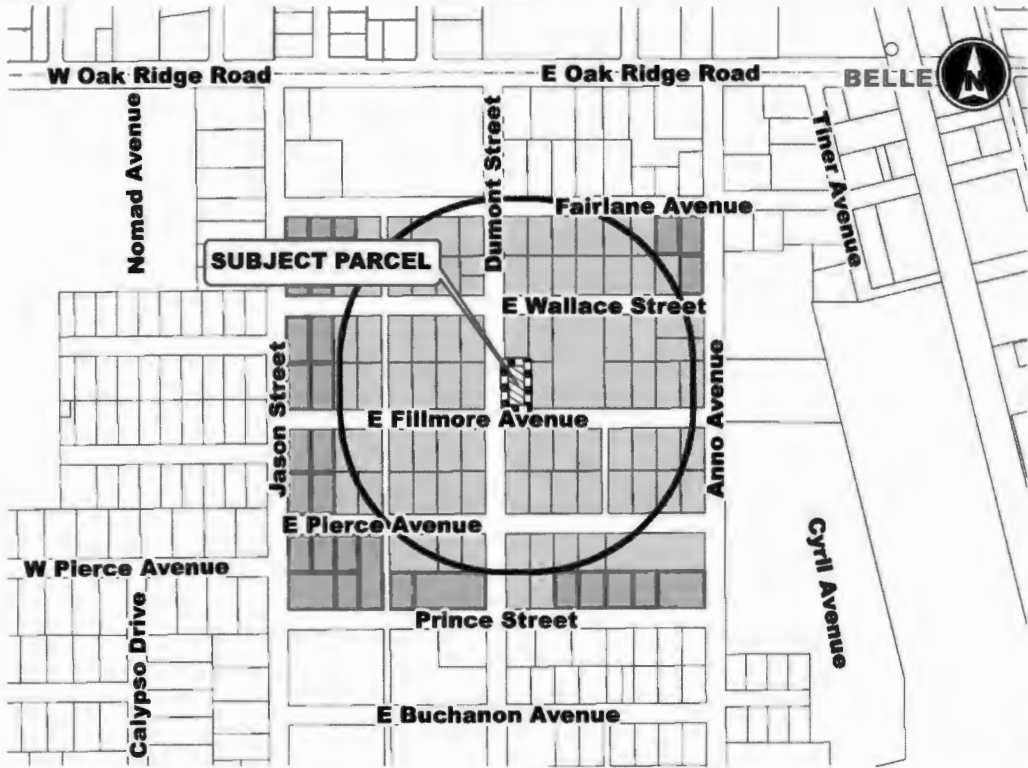 W Oak Ridge Road
E Oak Ridge Road
BELLE
N
Nomad Avenue
Dumont Street
Tiner Avenue
Fairlane Avenue
SUBJECT PARCEL
E Wallace Street
Jason Street
E Fillmore Avenue
Anno Avenue
E Pierce Avenue
W Pierce Avenue
Cyril Avenue
Prince Street
Calypso Drive
E Buchanon Avenue